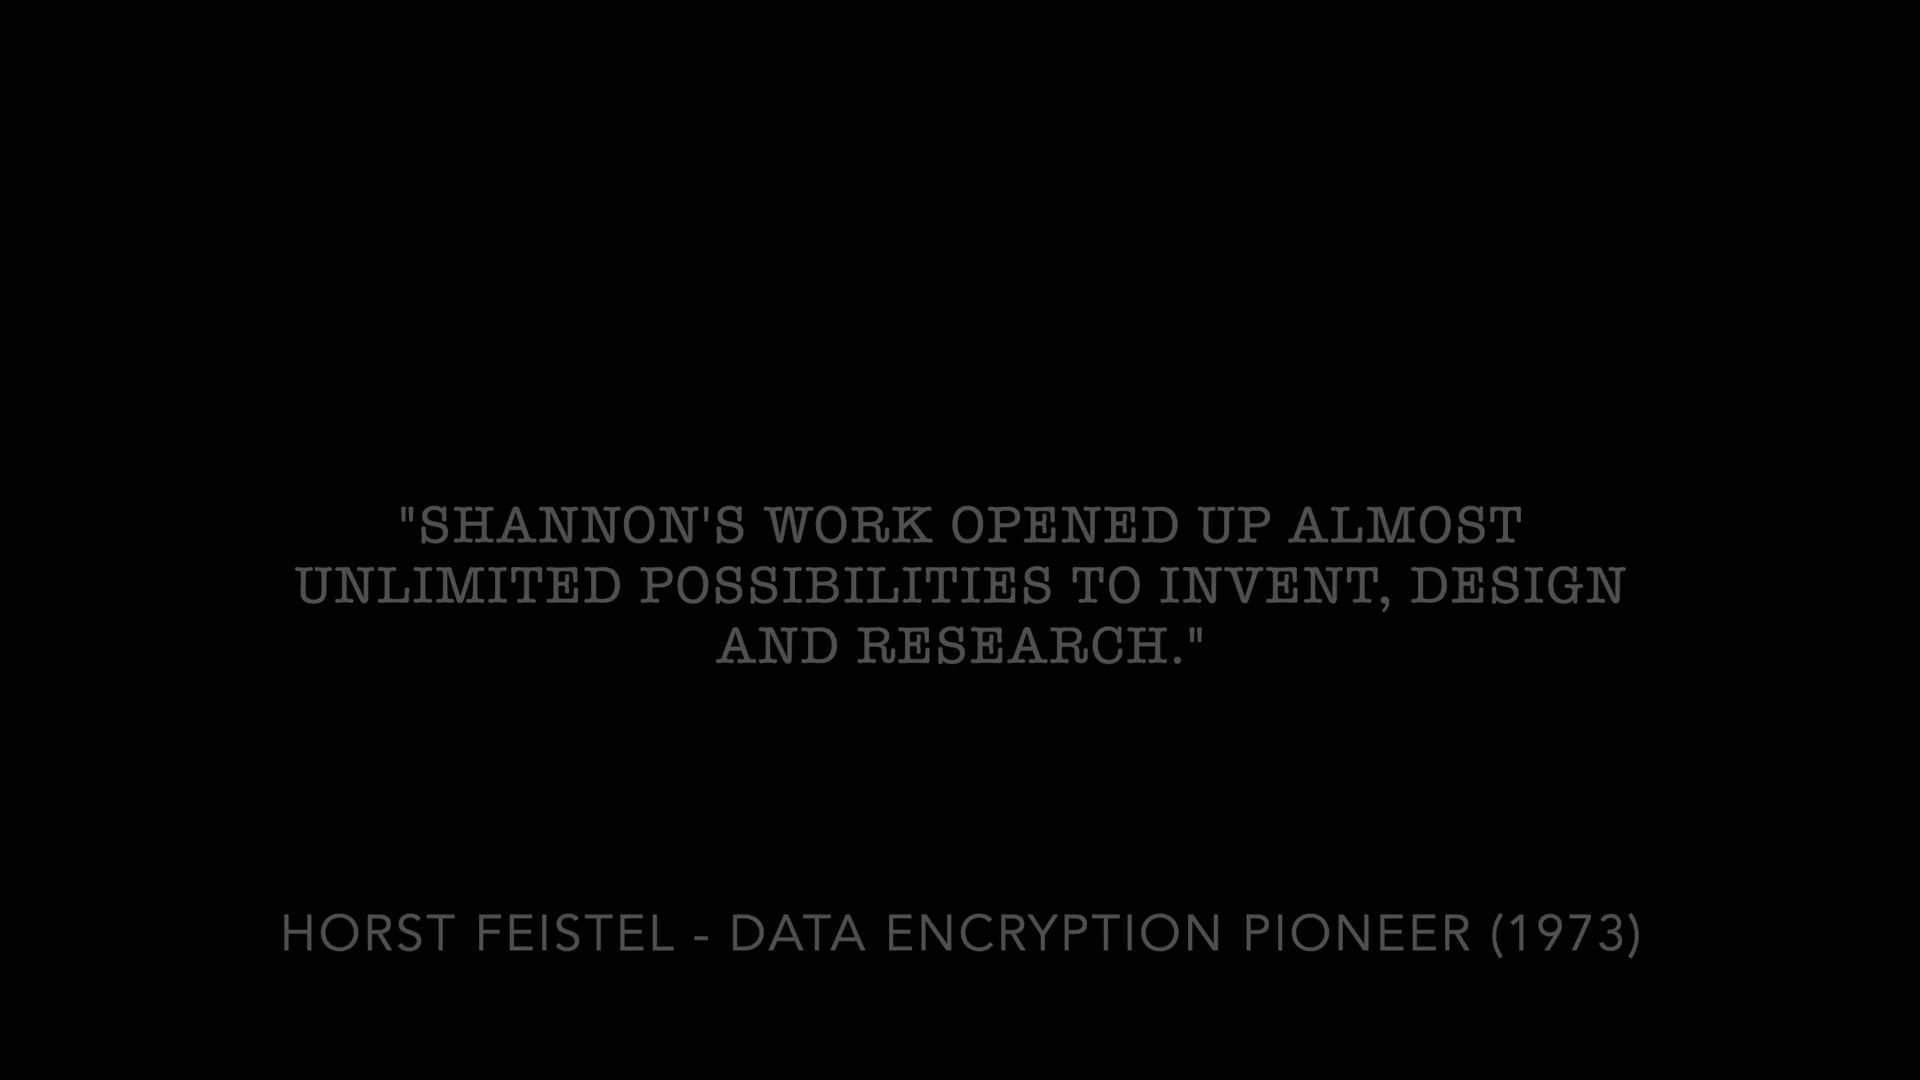 "SHANNON'S WORK OPENED UP ALMOST
UNLIMITED POSSIBILITIES TO INVENT, DESIGN
AND RESEARCH."
HORST FEISTEL - DATA ENCRYPTION PIONEER (1973)